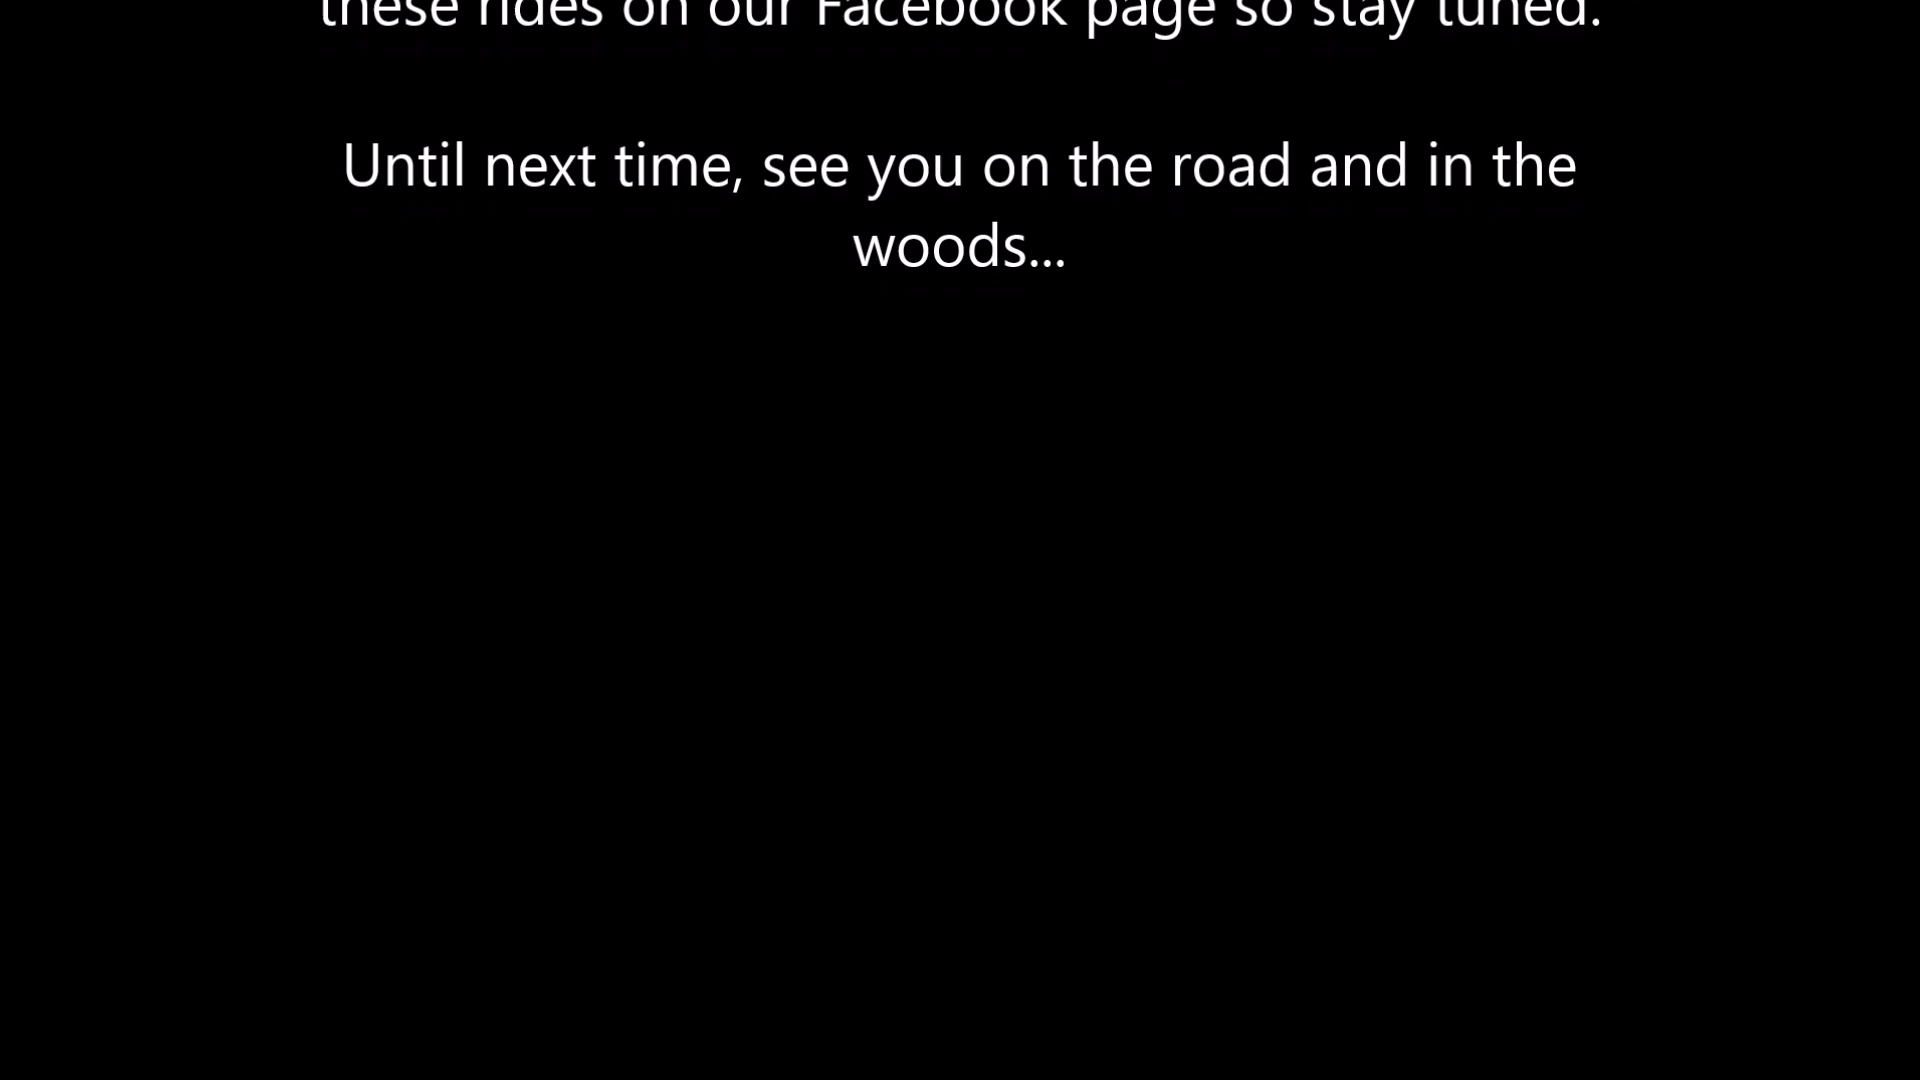 these rides on our Facebook page so stay tuned.
Until next time, see you on the road and in the
woods...